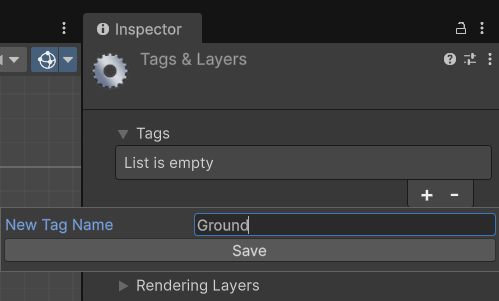 Inspector
Tags & Layers
Tags
List is empty
+ -
New Tag Name Ground
Save
Rendering Layers